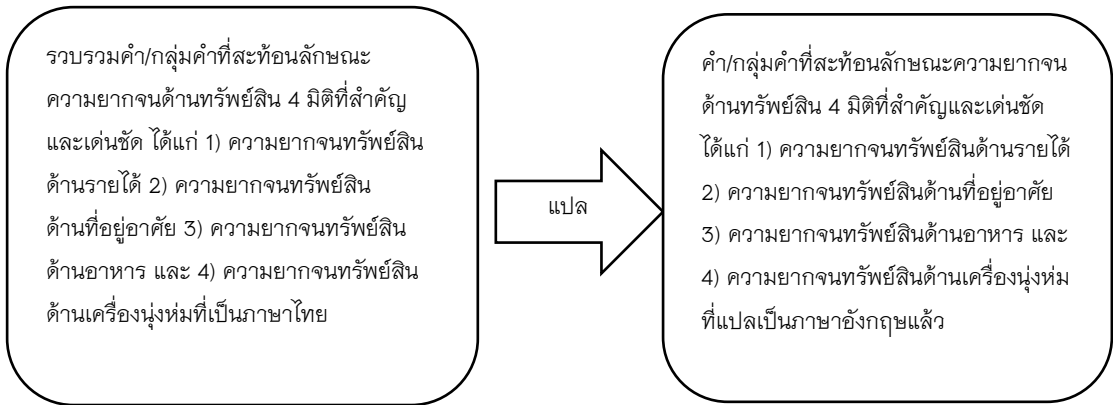 รวบรวมคำ/กลุ่มคำที่สะท้อนลักษณะ
ความยากจนด้านทรัพย์สิน 4 มิติที่สำคัญ
และเด่นชัด ได้แก่ 1) ความยากจนทรัพย์สิน
ด้านรายได้ 2) ความยากจนทรัพย์สิน
ด้านที่อยู่อาศัย 3) ความยากจนทรัพย์สิน
ด้านอาหาร และ 4) ความยากจนทรัพย์สิน
ด้านเครื่องนุ่งห่มที่เป็นภาษาไทย
แปล
คำ/กลุ่มคำที่สะท้อนลักษณะความยากจน
ด้านทรัพย์สิน 4 มิติที่สำคัญและเด่นชัด
ได้แก่ 1) ความยากจนทรัพย์สินด้านรายได้
2) ความยากจนทรัพย์สินด้านที่อยู่อาศัย
3) ความยากจนทรัพย์สินด้านอาหาร และ
4) ความยากจนทรัพย์สินด้านเครื่องนุ่งห่ม
ที่แปลเป็นภาษาอังกฤษแล้ว